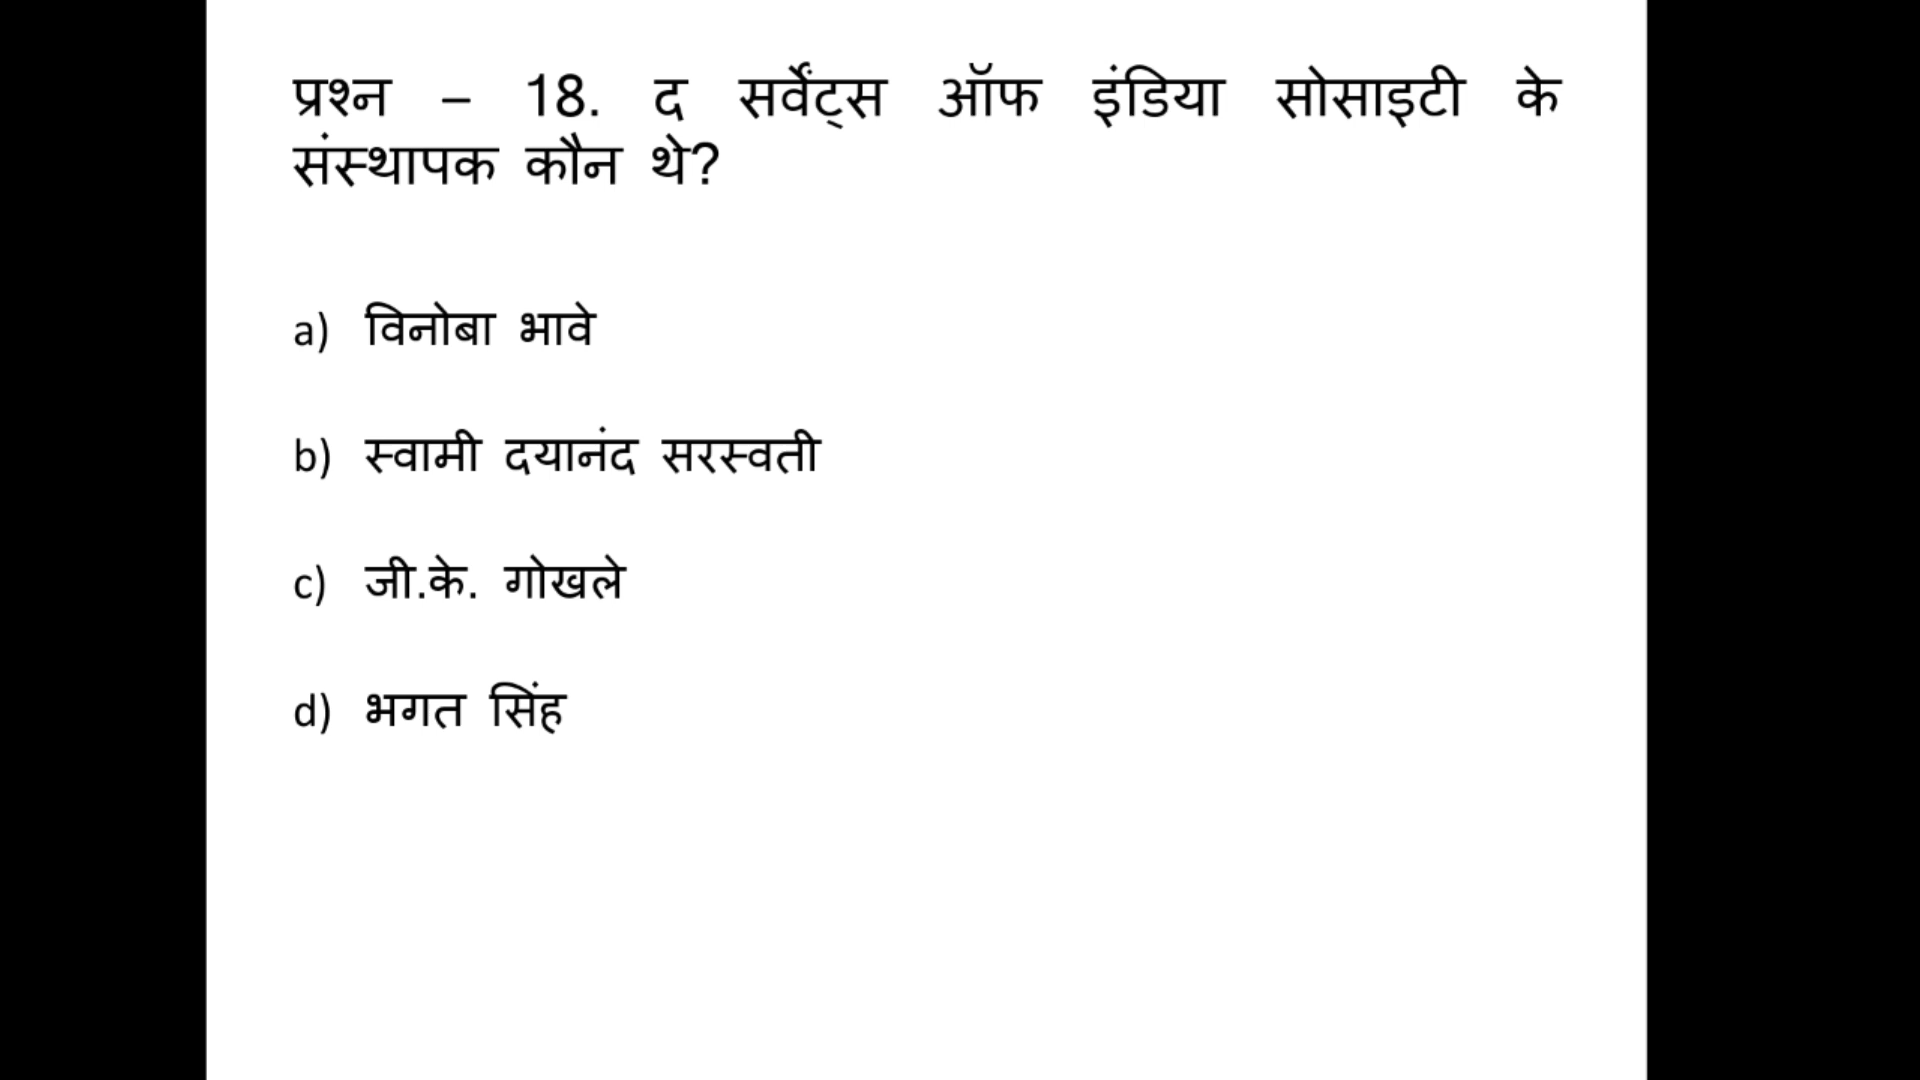 प्रश्न – 18. द सर्वेंट्स ऑफ इंडिया सोसाइटी के
संस्थापक कौन थे?
a) विनोबा भावे
b) स्वामी दयानंद सरस्वती
c) जी.के. गोखले
d) भगत सिंह